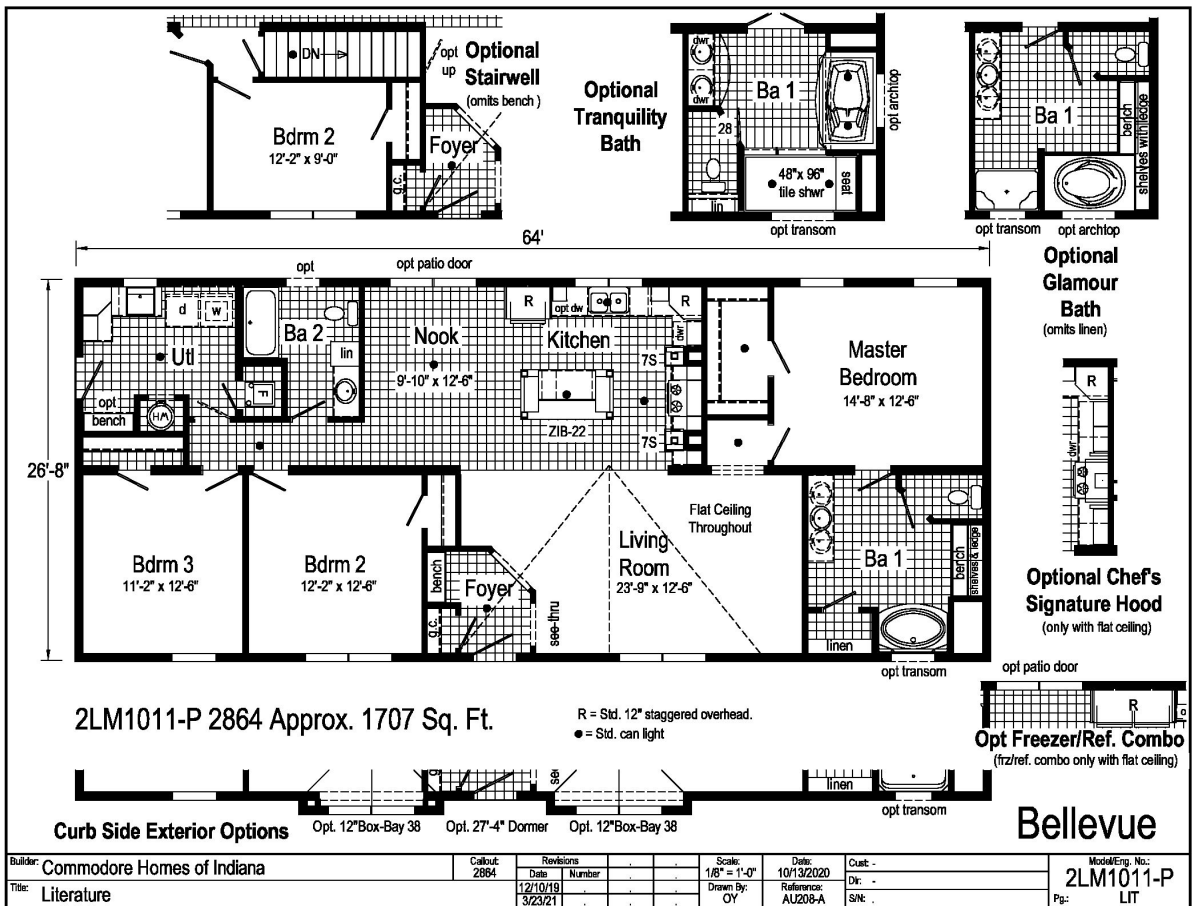 DN
opt
up
Optional
Stairwell
(omits bench )
Bdrm 2
12'-2" x 9'-0"
Foyer
g.c.
Optional
Tranquility
Bath
dwr
dwr
Ba 1
28
lin
48"x 96"
tile shwr
seat
opt archtop
opt transom
Ba 1
bench
shelves with ledge
opt transom
opt archtop
Optional
Glamour
Bath
(omits linen)
64'
opt
opt patio door
26'-8"
d
w
Utl
opt
bench
WH
F
Ba 2
lin
Nook
9'-10" x 12'-6"
R
opt dw
R
Kitchen
dwr
7S
7S
ZIB-22
Master
Bedroom
14'-8" x 12'-6"
Bdrm 3
11'-2" x 12'-6"
Bdrm 2
12'-2" x 12'-6"
bench
Foyer
g.c.
see-thru
Living
Room
23'-9" x 12'-6"
Flat Ceiling
Throughout
Ba 1
bench
shelves & ledge
linen
opt transom
R
dwr
Optional Chef's
Signature Hood
(only with flat ceiling)
opt patio door
R
Opt Freezer/Ref. Combo
(frz/ref. combo only with flat ceiling)
2LM1011-P 2864 Approx. 1707 Sq. Ft.
R = Std. 12" staggered overhead.
● = Std. can light
linen
opt transom
Curb Side Exterior Options
Opt. 12"Box-Bay 38
Opt. 27'-4" Dormer
Opt. 12"Box-Bay 38
Bellevue
Builder: Commodore Homes of Indiana
Title: Literature
Callout:
2864
Revisions
Date Number
12/10/19
3/23/21
Scale:
1/8" = 1'-0"
Drawn By:
OY
Date:
10/13/2020
Reference:
AU208-A
Cust: -
Dir: -
S/N: .
Model/Eng. No.:
2LM1011-P
Pg.: LIT